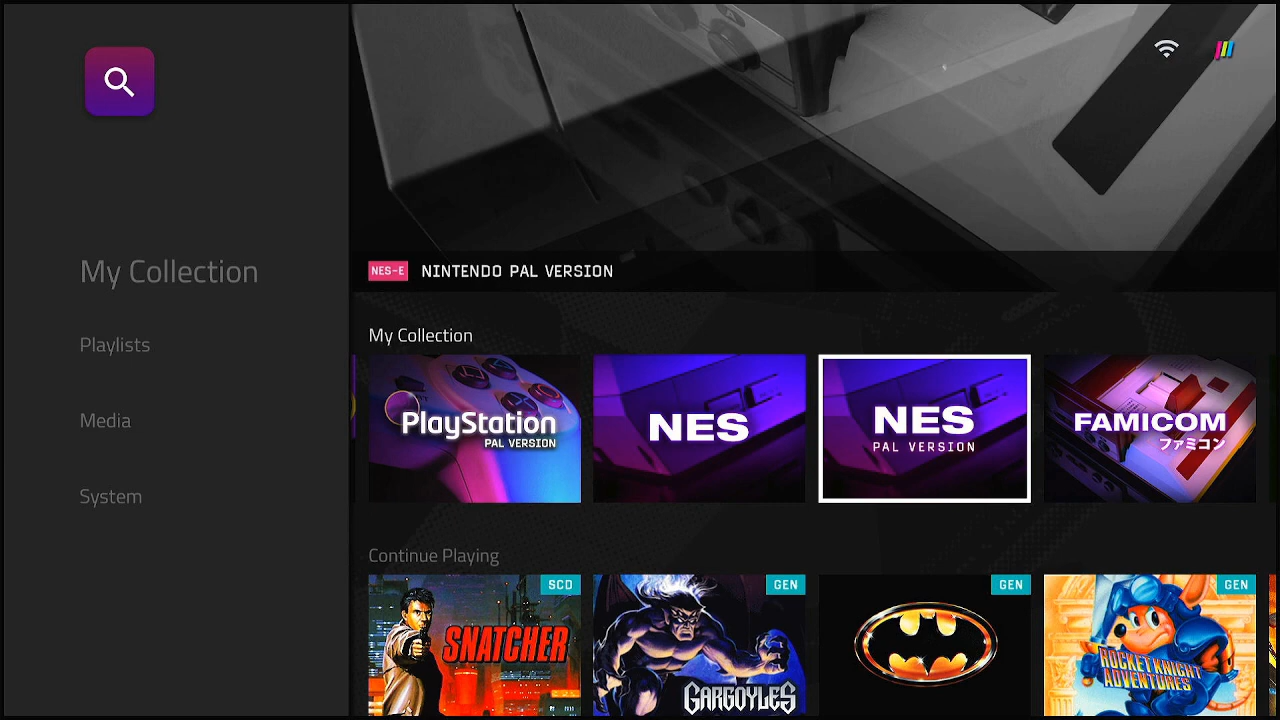 My Collection
Playlists
Media
System
NES-E NINTENDO PAL VERSION
My Collection
PlayStation
PAL VERSION
NES
NES
PAL VERSION
FAMICOM
ファミコン
Continue Playing
SCD
SNATCHER
GEN
GARGOYLES
GEN
GEN
ROCKET KNIGHT
ADVENTURES